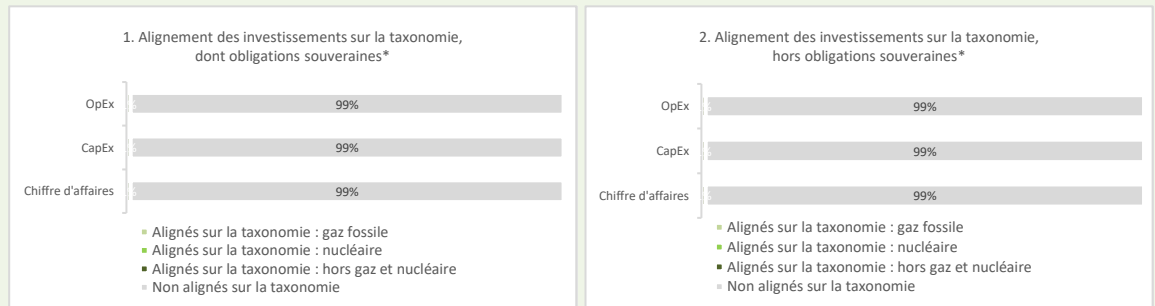 1. Alignement des investissements sur la taxonomie,
dont obligations souveraines*
OpEx
99%
CapEx
99%
Chiffre d'affaires
99%
Alignés sur la taxonomie : gaz fossile
Alignés sur la taxonomie : nucléaire
Alignés sur la taxonomie : hors gaz et nucléaire
Non alignés sur la taxonomie
2. Alignement des investissements sur la taxonomie,
hors obligations souveraines*
OpEx
99%
CapEx
99%
Chiffre d'affaires
99%
Alignés sur la taxonomie : gaz fossile
Alignés sur la taxonomie : nucléaire
Alignés sur la taxonomie : hors gaz et nucléaire
Non alignés sur la taxonomie